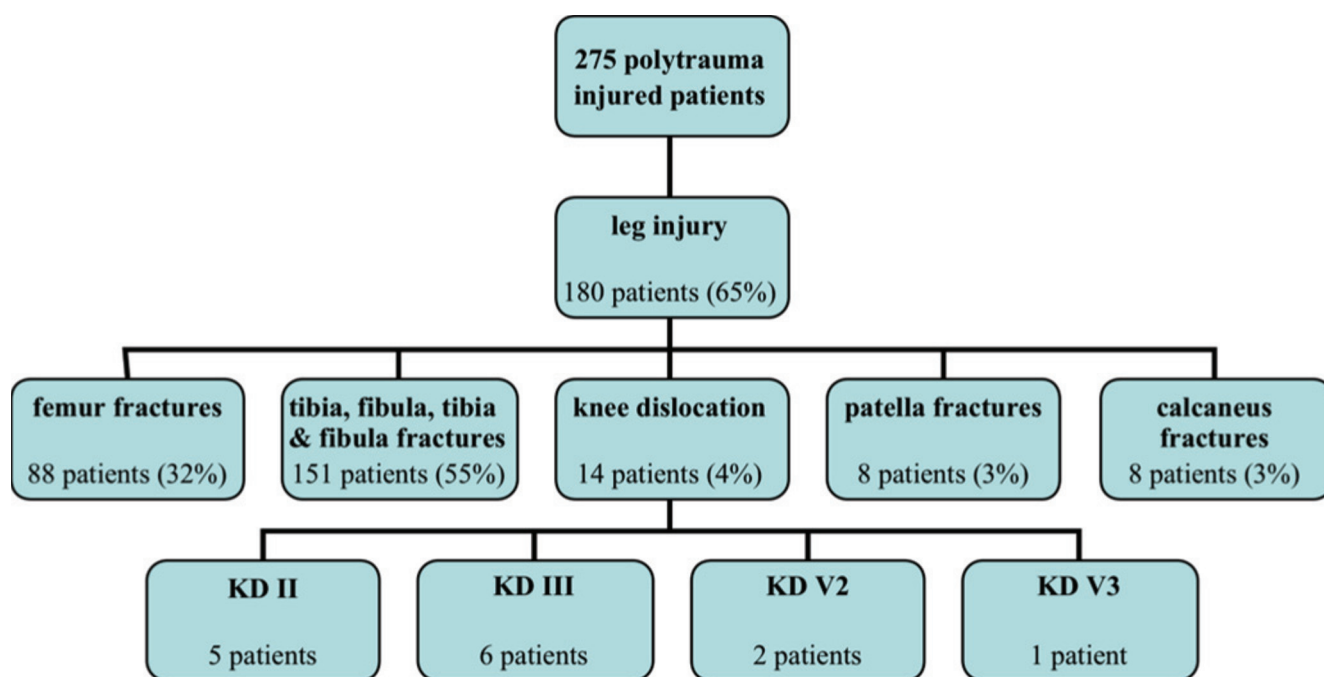 275 polytrauma
injured patients
leg injury
180 patients (65%)
femur fractures
88 patients (32%)
tibia, fibula, tibia
& fibula fractures
151 patients (55%)
knee dislocation
14 patients (4%)
patella fractures
8 patients (3%)
calcaneus
fractures
8 patients (3%)
KD II
5 patients
KD III
6 patients
KD V2
2 patients
KD V3
1 patient